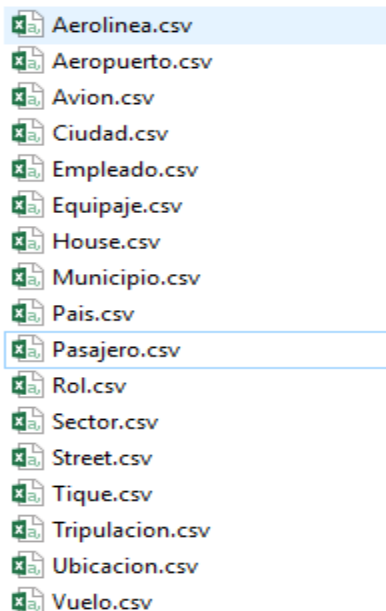 Aerolinea.csv
Aeropuerto.csv
Avion.csv
Ciudad.csv
Empleado.csv
Equipaje.csv
House.csv
Municipio.csv
Pais.csv
Pasajero.csv
Rol.csv
Sector.csv
Street.csv
Tique.csv
Tripulacion.csv
Ubicacion.csv
Vuelo.csv